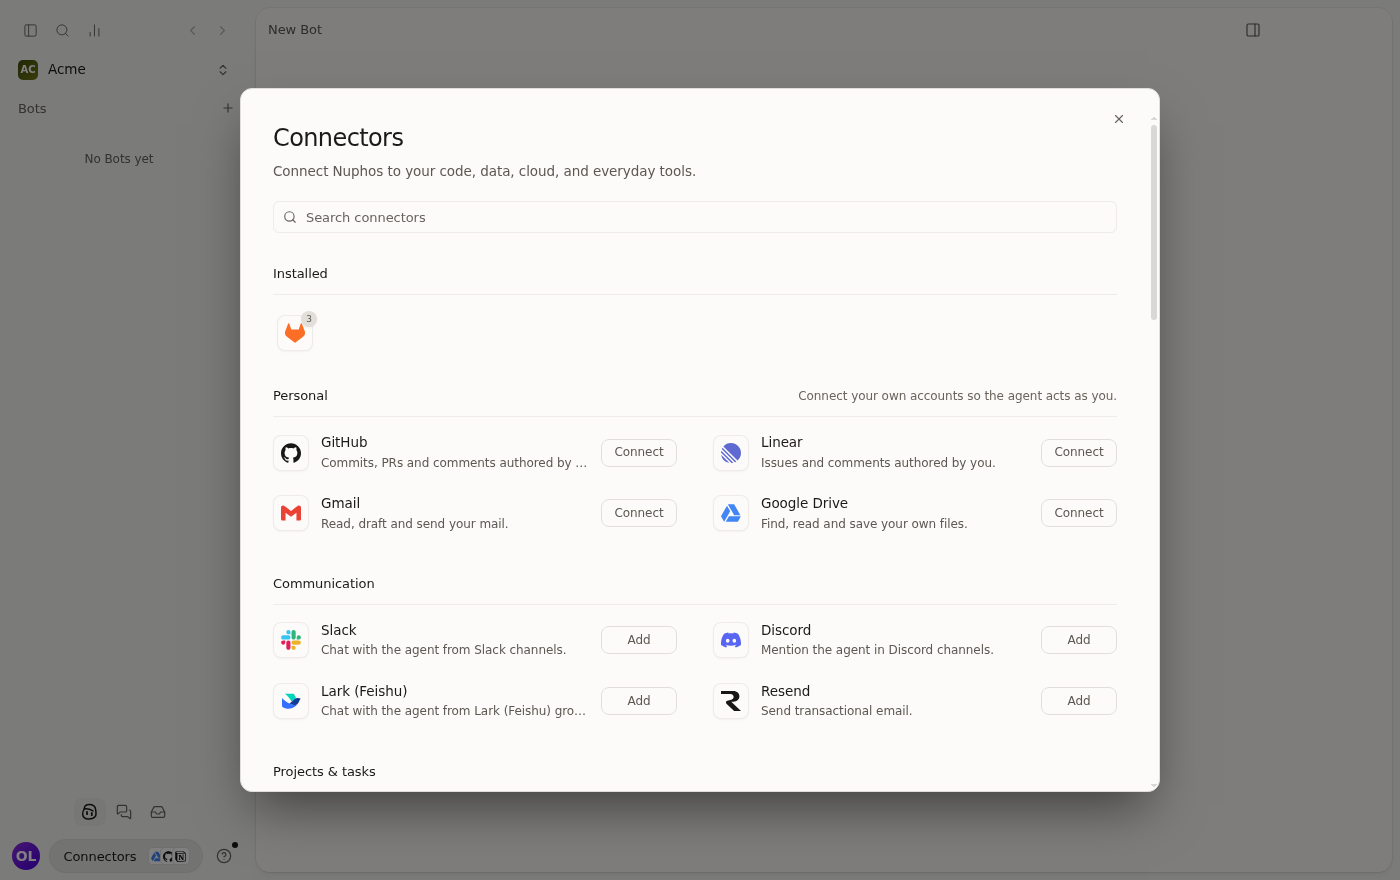 New Bot
AC Acme
Bots
No Bots yet
Connectors
Connect Nuphos to your code, data, cloud, and everyday tools.
Search connectors
Installed
3
Personal
Connect your own accounts so the agent acts as you.
GitHub
Commits, PRs and comments authored by ...
Connect
Linear
Issues and comments authored by you.
Connect
Gmail
Read, draft and send your mail.
Connect
Google Drive
Find, read and save your own files.
Connect
Communication
Slack
Chat with the agent from Slack channels.
Add
Discord
Mention the agent in Discord channels.
Add
Lark (Feishu)
Chat with the agent from Lark (Feishu) gro...
Add
Resend
Send transactional email.
Add
Projects & tasks
OL
Connectors